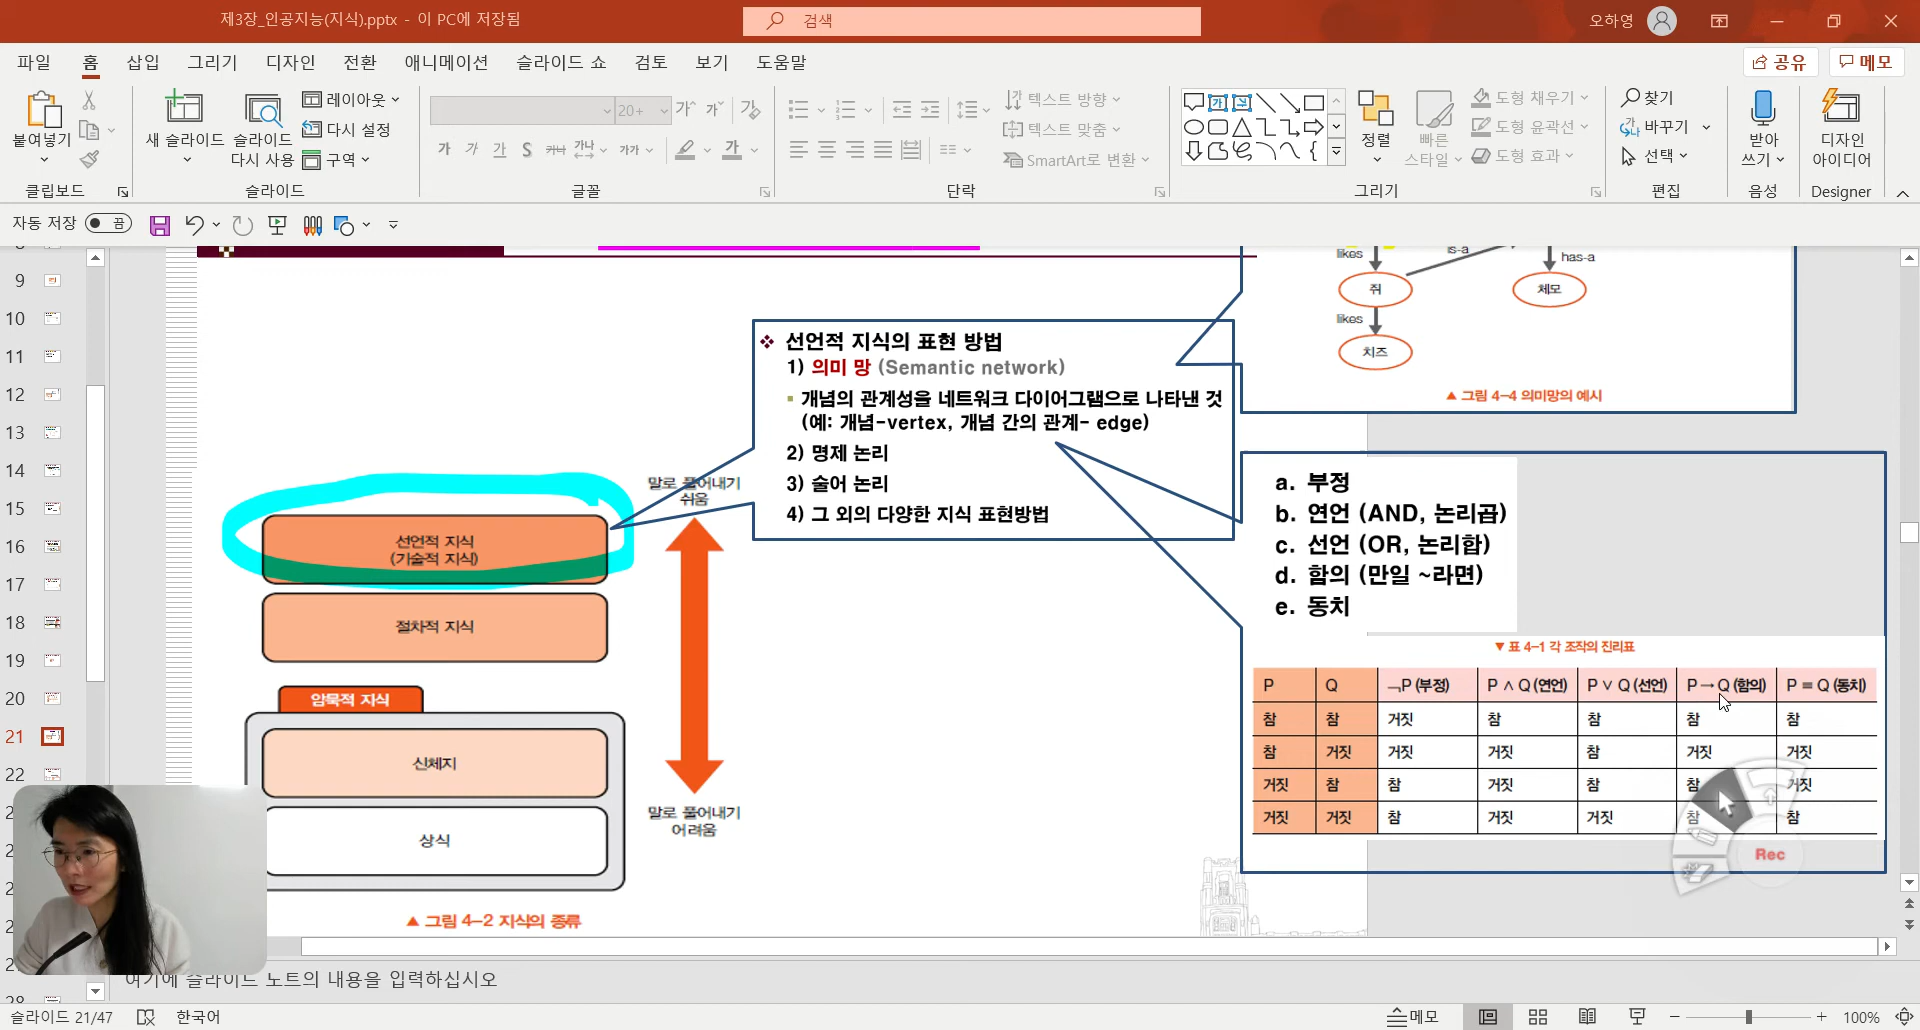 제3장_인공지능(지식).pptx - 이 PC에 저장됨
검색
오하영
파일 홈 삽입 그리기 디자인 전환 애니메이션 슬라이드 쇼 검토 보기 도움말
공유 메모
붙여넣기
새 슬라이드
슬라이드 다시 사용
레이아웃
다시 설정
구역
20+
텍스트 방향
텍스트 맞춤
SmartArt로 변환
정렬
빠른 스타일
도형 채우기
도형 윤곽선
도형 효과
찾기
바꾸기
선택
받아쓰기
디자인 아이디어
클립보드 슬라이드 글꼴 단락 그리기 편집 음성 Designer
자동 저장 끔
9
10
11
12
13
14
15
16
17
18
19
20
21
22
28
likes
is-a
has-a
쥐
체모
likes
치즈
▲ 그림 4-4 의미망의 예시
선언적 지식의 표현 방법
1) 의미 망 (Semantic network)
개념의 관계성을 네트워크 다이어그램으로 나타낸 것
(예: 개념-vertex, 개념 간의 관계- edge)
2) 명제 논리
3) 술어 논리
4) 그 외의 다양한 지식 표현방법
말로 풀어내기
쉬움
선언적 지식
(기술적 지식)
절차적 지식
암묵적 지식
신체지
상식
말로 풀어내기
어려움
▲ 그림 4-2 지식의 종류
a. 부정
b. 연언 (AND, 논리곱)
c. 선언 (OR, 논리합)
d. 함의 (만일 ~라면)
e. 동치
▼ 표 4-1 각 조작의 진리표
P Q ¬P (부정) P ∧ Q (연언) P ∨ Q (선언) P → Q (함의) P ≡ Q (동치)
참 참 거짓 참 참 참 참
참 거짓 거짓 거짓 참 거짓 거짓
거짓 참 참 거짓 참 참 거짓
거짓 거짓 참 거짓 거짓 참 참
Rec
여기에 슬라이드 노트의 내용을 입력하십시오
슬라이드 21/47 한국어 메모 100%